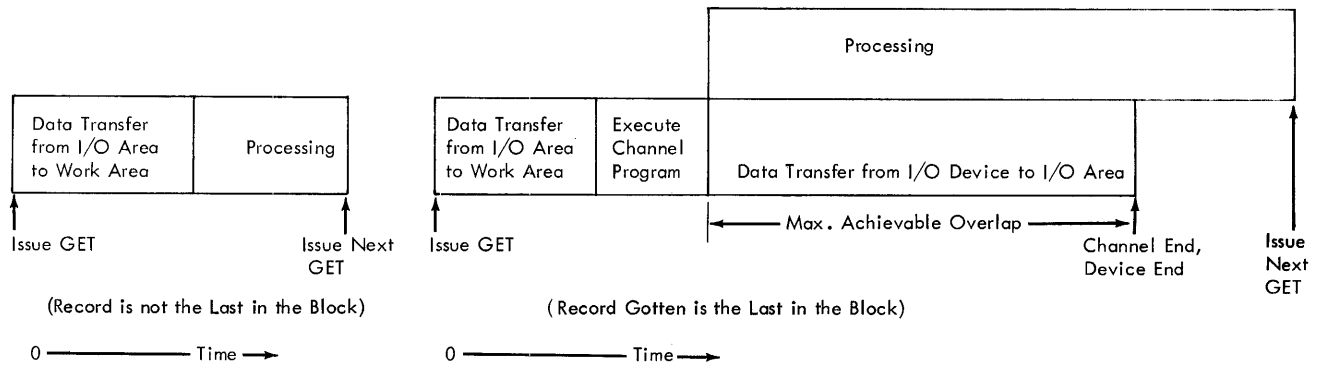 Processing
Data Transfer
from I/O Area
to Work Area
Processing
Data Transfer
from I/O Area
to Work Area
Execute
Channel
Program
Data Transfer from I/O Device to I/O Area
Max. Achievable Overlap
Issue GET
Issue Next
GET
Issue GET
Channel End,
Device End
Issue
Next
GET
(Record is not the Last in the Block)
(Record Gotten is the Last in the Block)
0 Time
0 Time